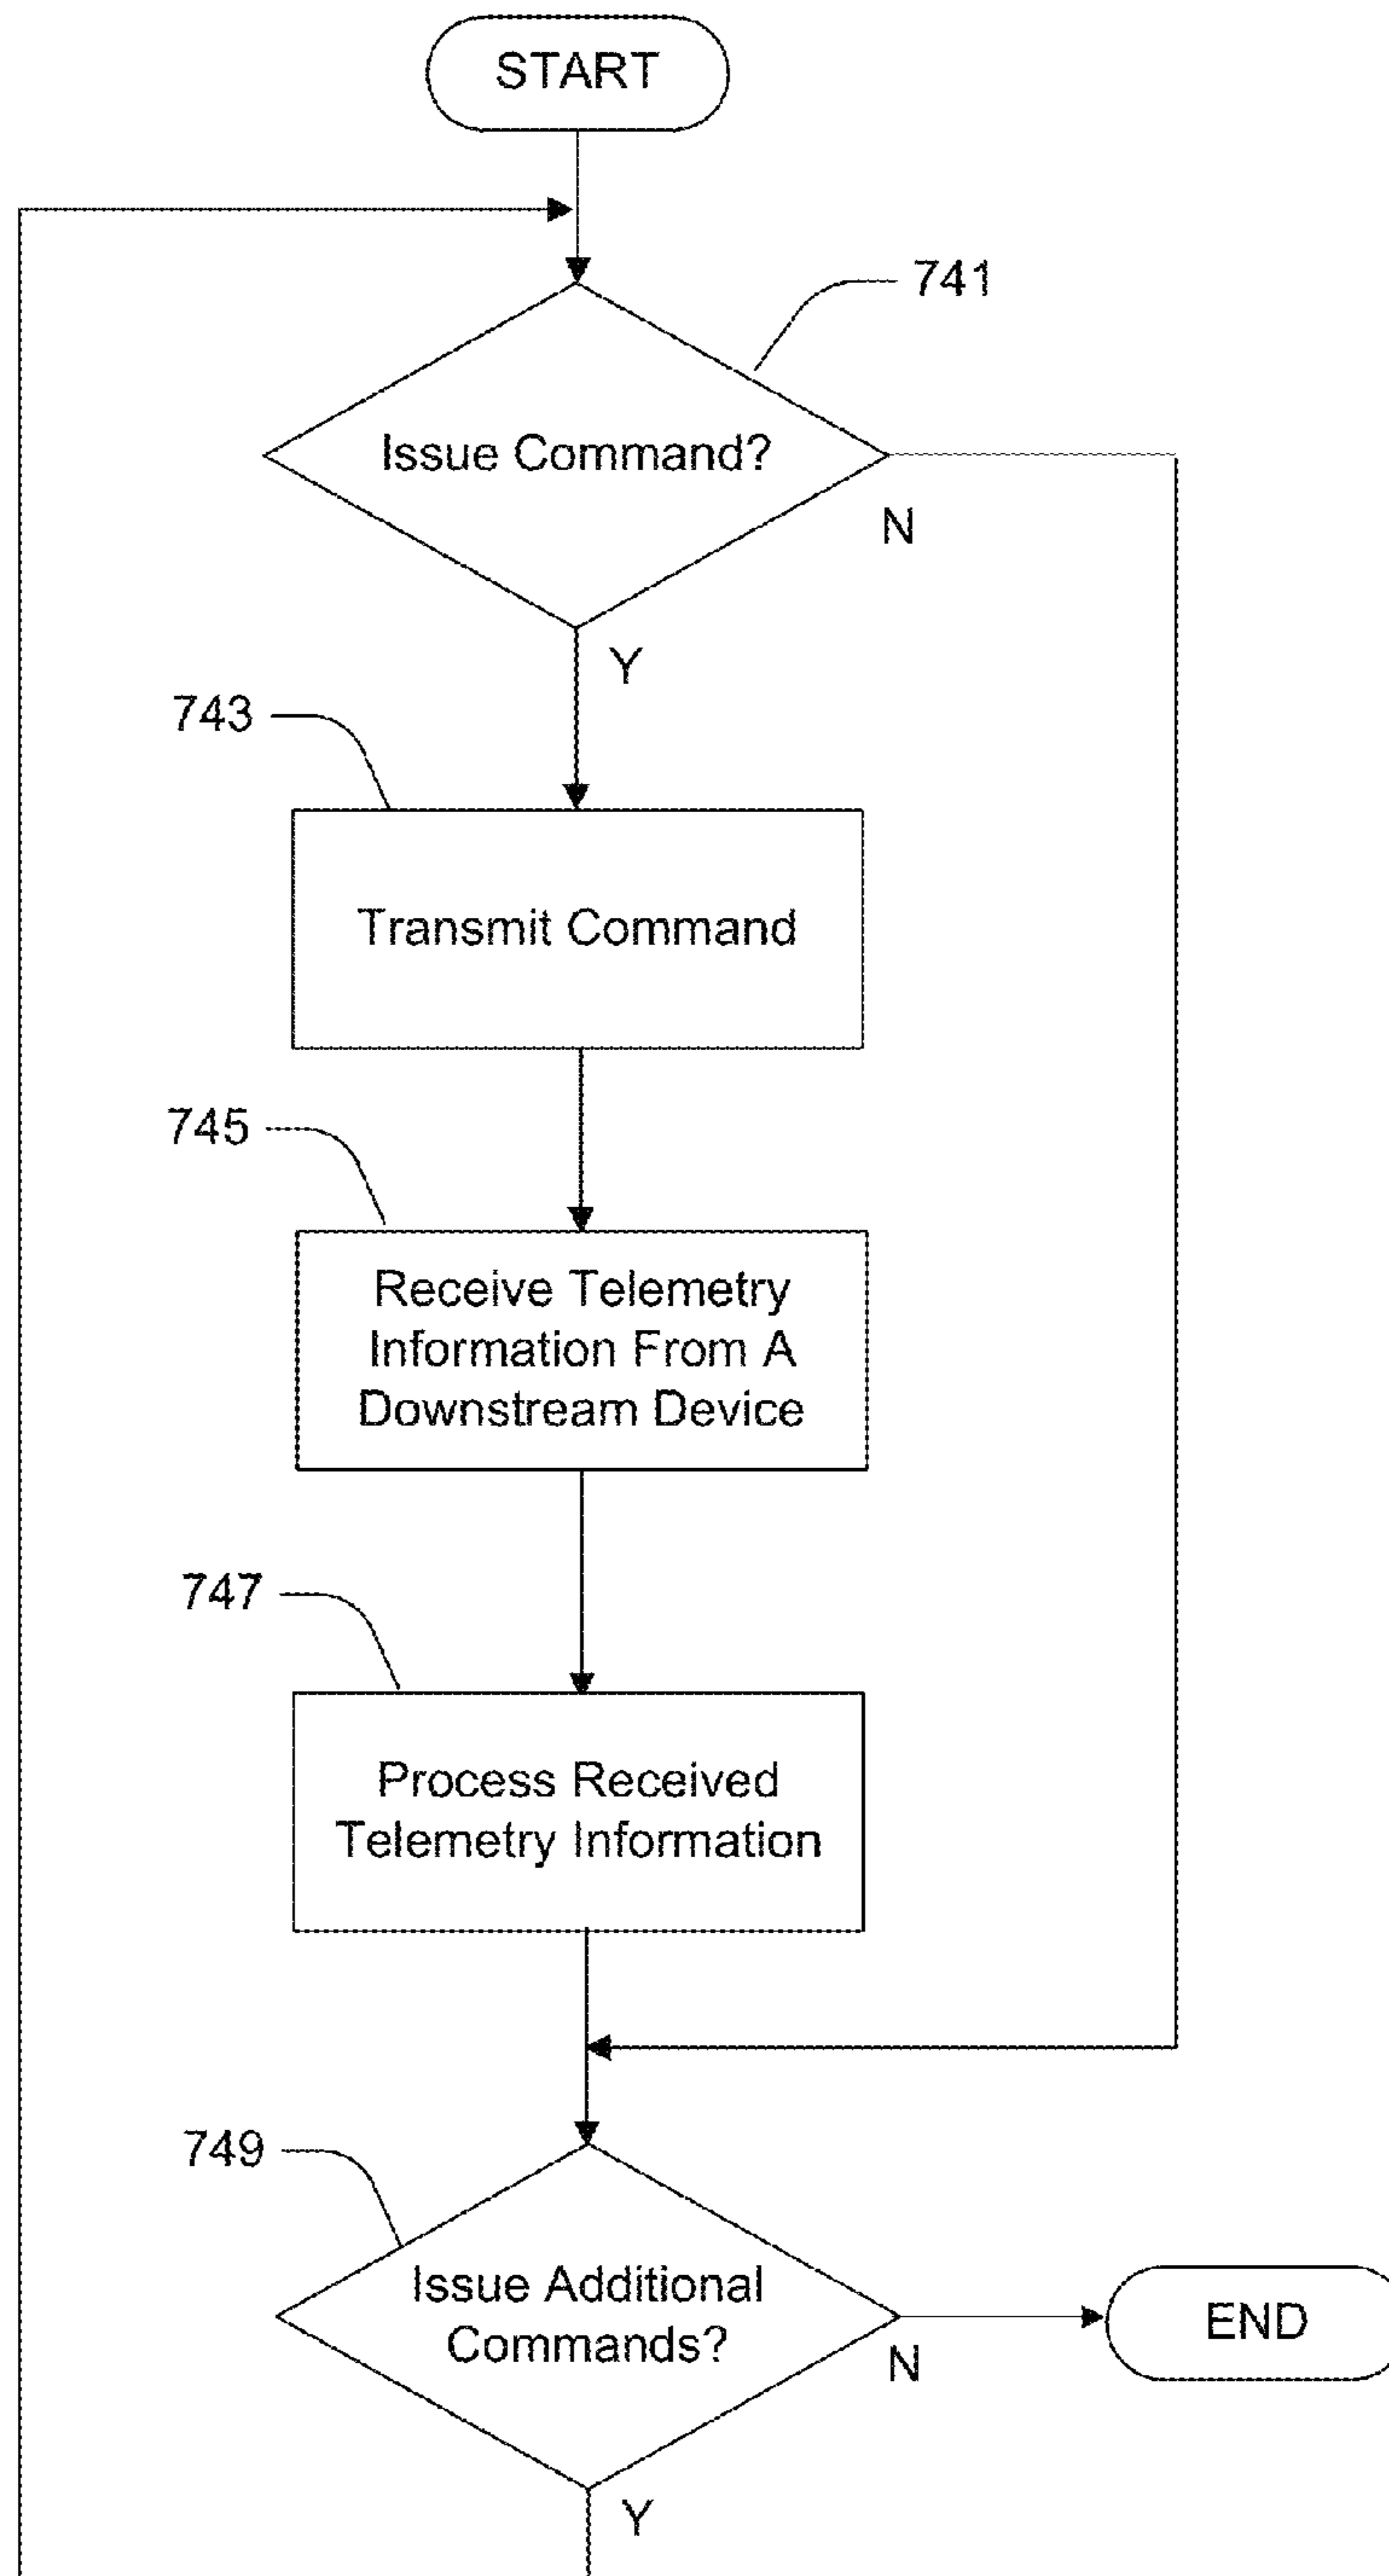 START
741
Issue Command?
N
Y
743
Transmit Command
745
Receive Telemetry
Information From A
Downstream Device
747
Process Received
Telemetry Information
749
Issue Additional
Commands?
N
END
Y